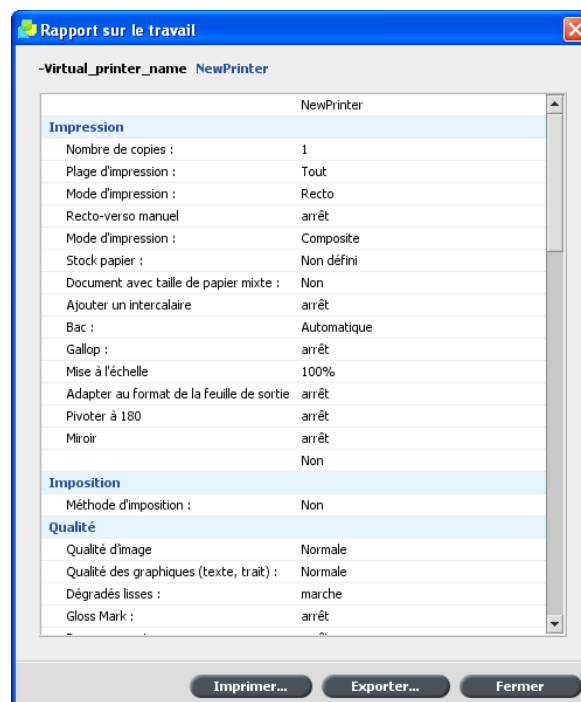 Rapport sur le travail
-Virtual_printer_name NewPrinter
NewPrinter
Impression
Nombre de copies : 1
Plage d'impression : Tout
Mode d'impression : Recto
Recto-verso manuel arrêt
Mode d'impression : Composite
Stock papier : Non défini
Document avec taille de papier mixte : Non
Ajouter un intercalaire arrêt
Bac : Automatique
Gallop : arrêt
Mise à l'échelle 100%
Adapter au format de la feuille de sortie arrêt
Pivoter à 180 arrêt
Miroir arrêt
Non
Imposition
Méthode d'imposition : Non
Qualité
Qualité d'image Normale
Qualité des graphiques (texte, trait) : Normale
Dégradés lisses : marche
Gloss Mark : arrêt
Imprimer... Exporter... Fermer